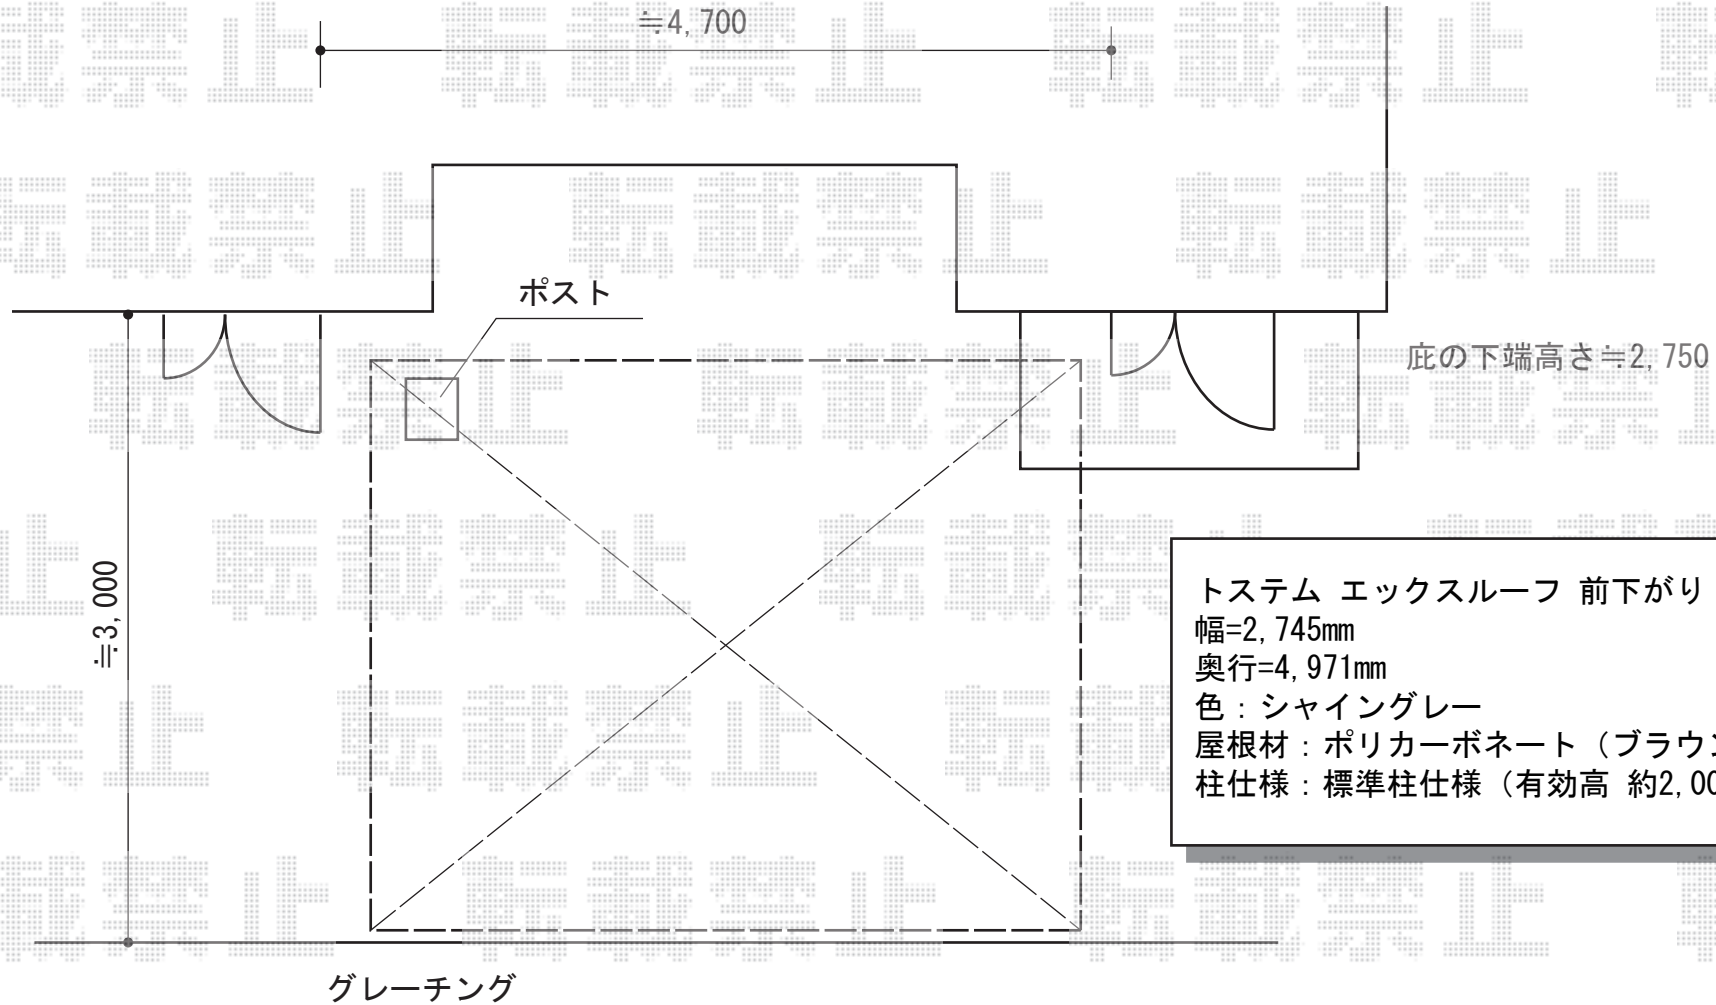 ≒4,700
ポスト
庇の下端高さ≒2,750
≒3,000
トステム エックスルーフ 前下がり
幅=2,745mm
奥行=4,971mm
色：シャイングレー
屋根材：ポリカーボネート（ブラウン
柱仕様：標準柱仕様（有効高 約2,00
グレーチング
転載禁止